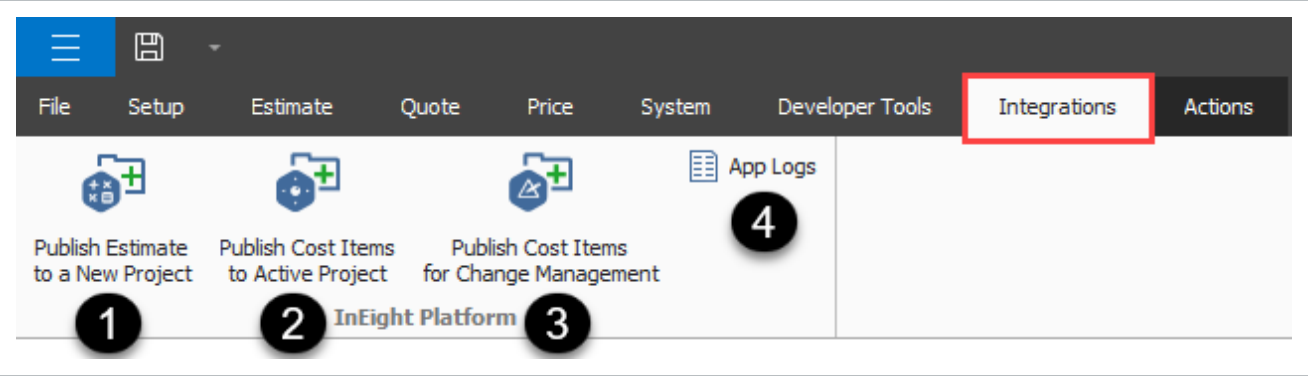 File Setup Estimate Quote Price System Developer Tools Integrations Actions
Publish Estimate
to a New Project
1
Publish Cost Items
to Active Project
2
Publish Cost Items
for Change Management
3
App Logs
4
InEight Platform